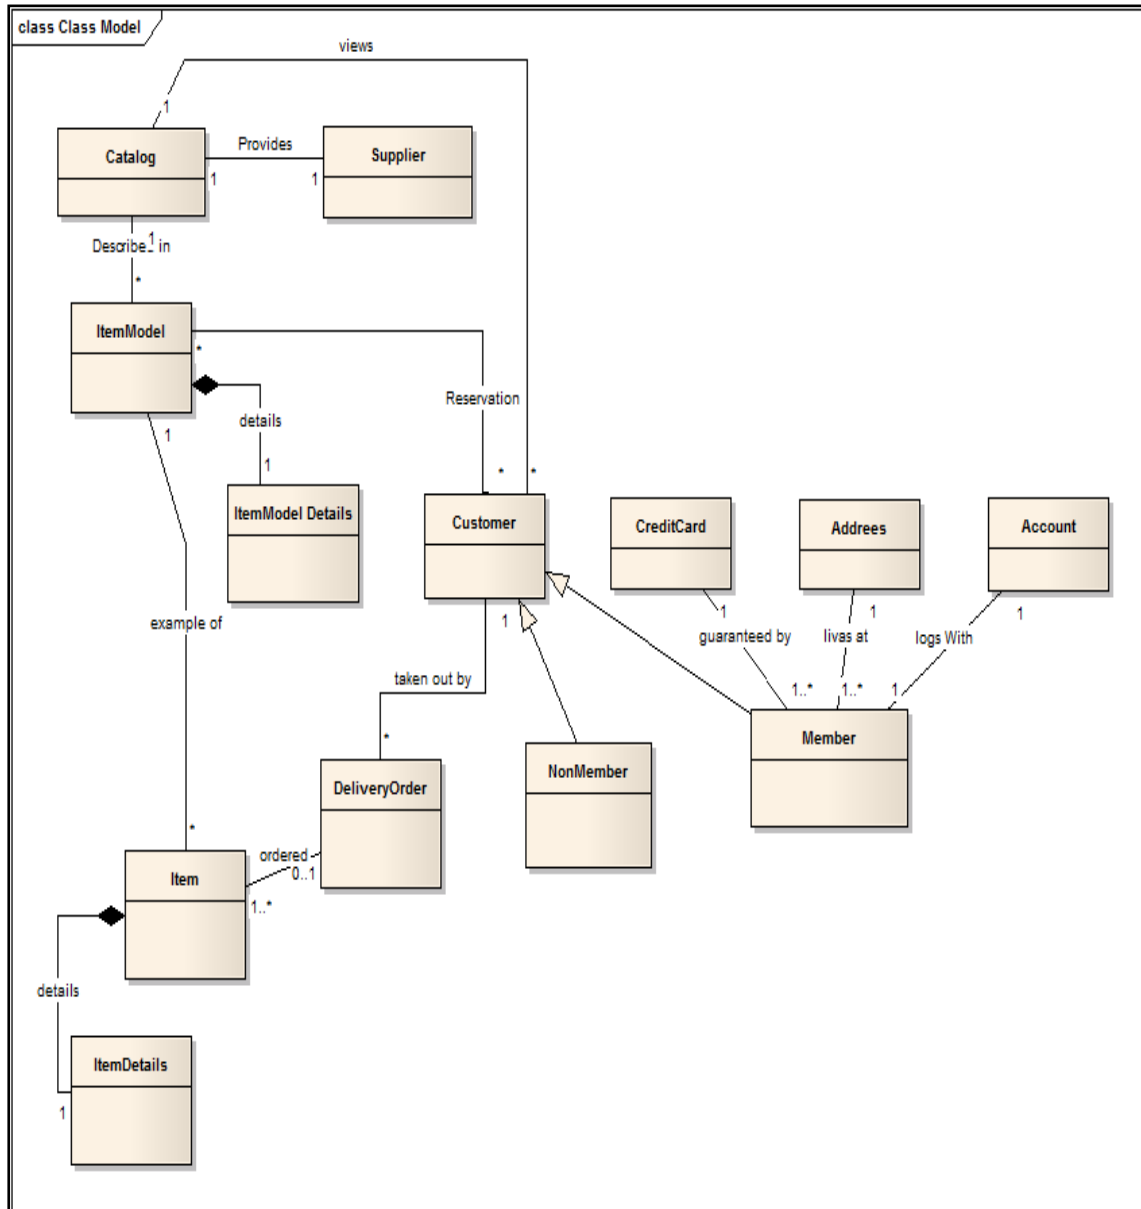 class Class Model
views
1
Catalog
Provides
Supplier
1
1
1
Described in
*
ItemModel
*
Reservation
details
1
1
*
*
ItemModel Details
Customer
CreditCard
Addrees
Account
1
1
1
1
example of
guaranteed by
livas at
logs With
taken out by
1..*
1..*
1
Member
*
NonMember
DeliveryOrder
*
ordered
0..1
Item
1..*
details
ItemDetails
1